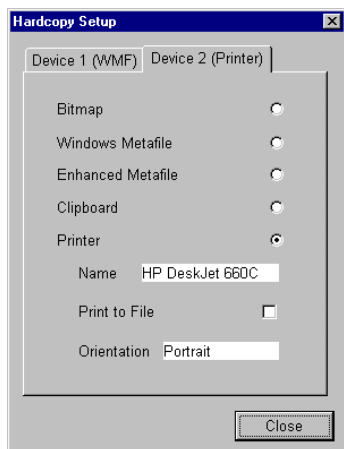 Hardcopy Setup
Device 1 (WMF) Device 2 (Printer)
Bitmap
Windows Metafile
Enhanced Metafile
Clipboard
Printer
Name HP DeskJet 660C
Print to File
Orientation Portrait
Close